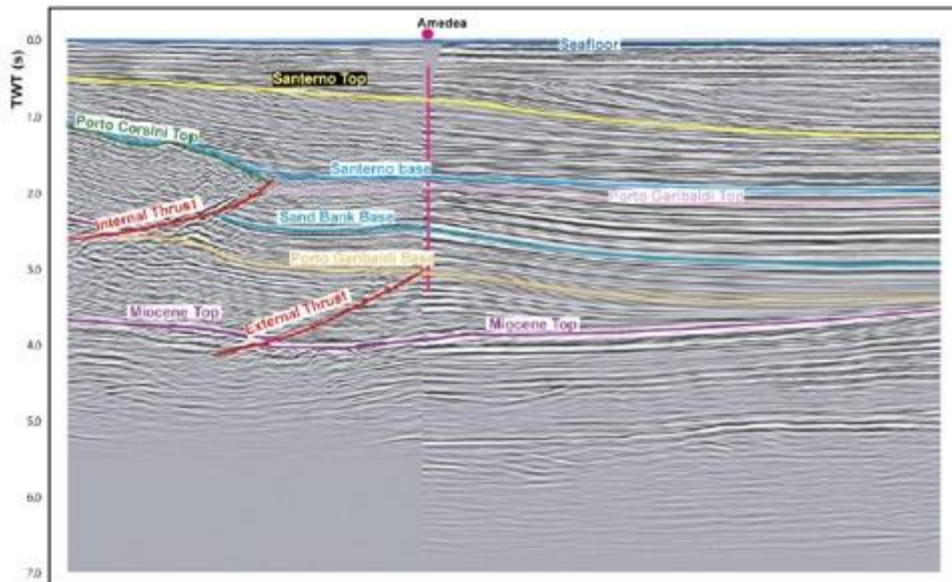 Amedea
0.0
Seafloor
TWT (s)
Santerno Top
1.0
Porto Corsini Top
Santerno base
2.0
Porto Garibaldi Top
Internal Thrust
Sand Bank Base
Porto Garibaldi Base
3.0
External Thrust
Miocene Top
Miocene Top
4.0
5.0
6.0
7.0